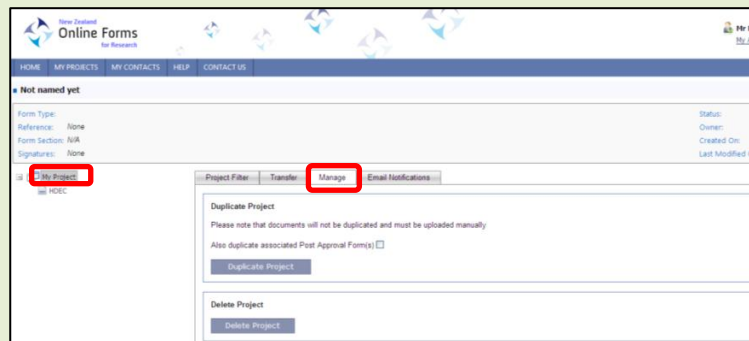 New Zealand
Online Forms
for Research
Mr
My
HOME MY PROJECTS MY CONTACTS HELP CONTACT US
Not named yet
Form Type:
Status:
Reference: None
Owner:
Form Section: N/A
Created On:
Signatures: None
Last Modified
My Project
HDEC
Project Filter Transfer Manage Email Notifications
Duplicate Project
Please note that documents will not be duplicated and must be uploaded manually
Also duplicate associated Post Approval Form(s)
Duplicate Project
Delete Project
Delete Project